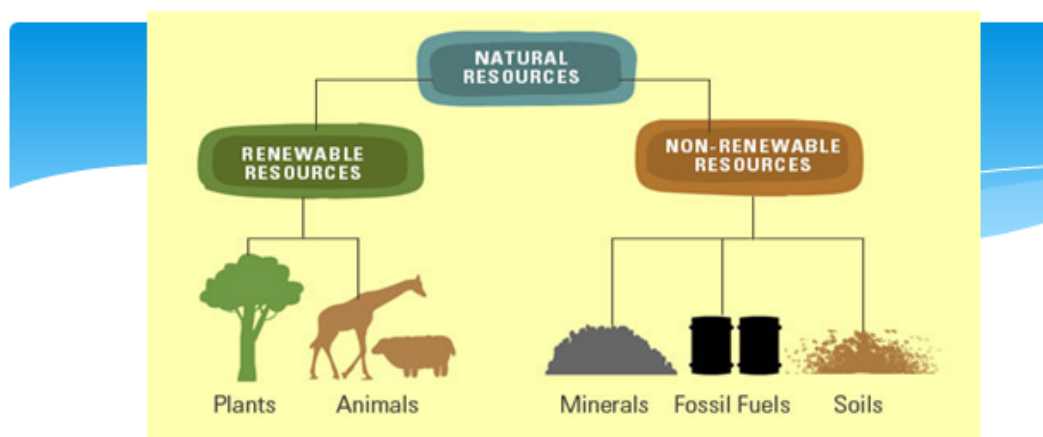 NATURAL
RESOURCES
RENEWABLE
RESOURCES
NON-RENEWABLE
RESOURCES
Plants
Animals
Minerals
Fossil Fuels
Soils